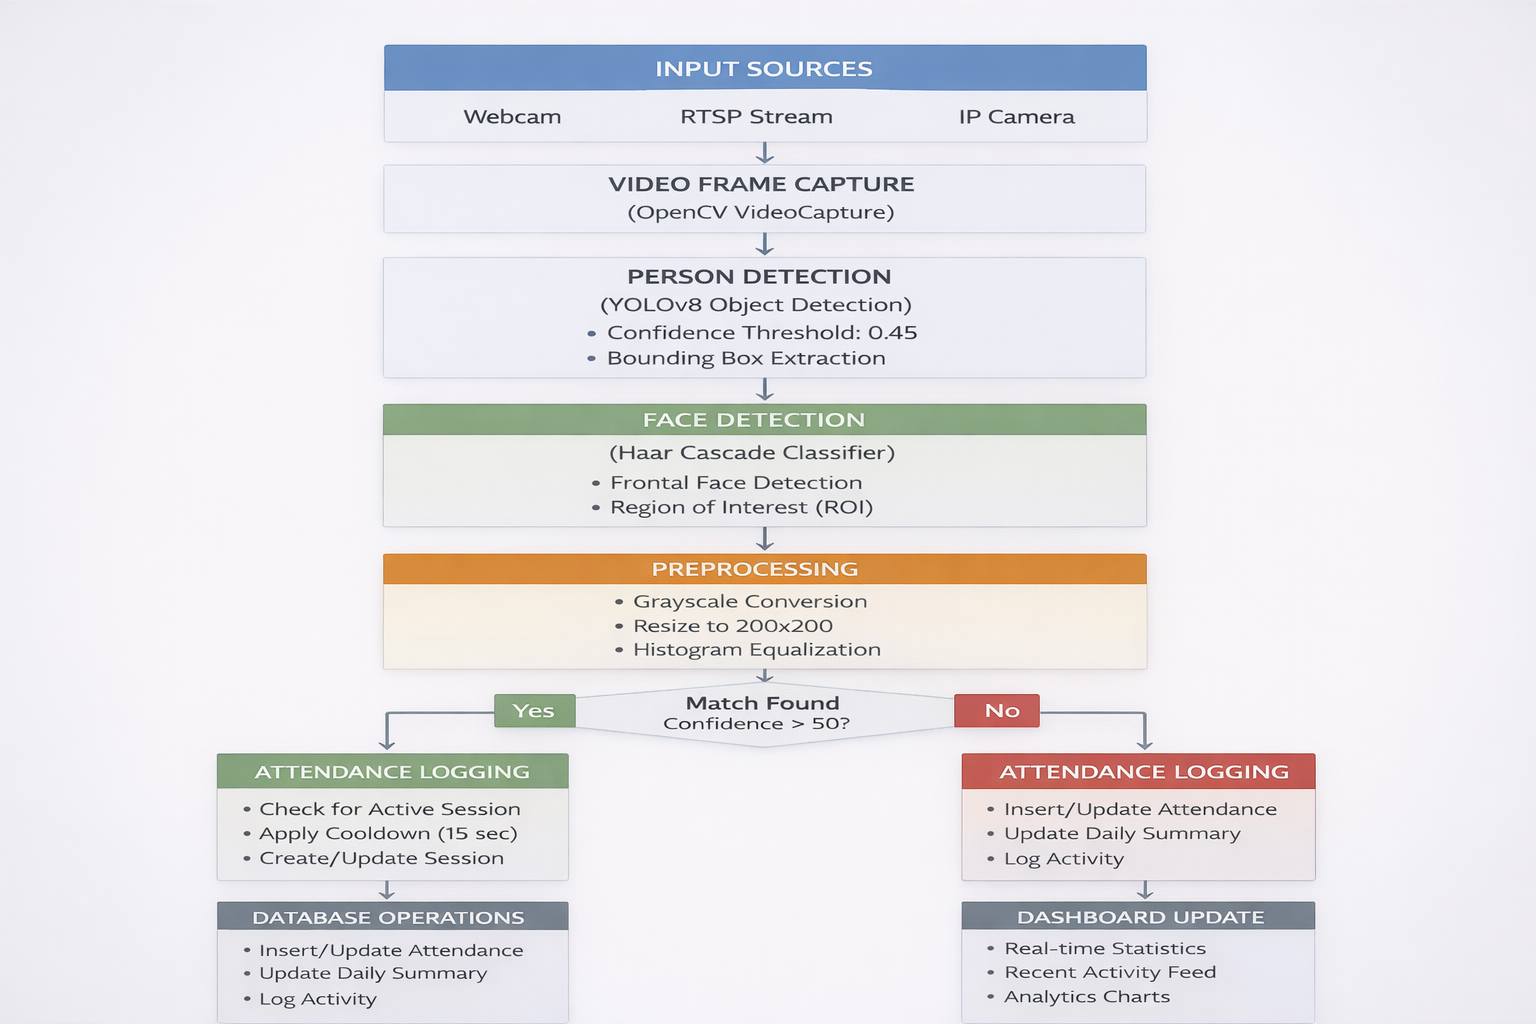 INPUT SOURCES
Webcam RTSP Stream IP Camera
VIDEO FRAME CAPTURE
(OpenCV VideoCapture)
PERSON DETECTION
(YOLOv8 Object Detection)
• Confidence Threshold: 0.45
• Bounding Box Extraction
FACE DETECTION
(Haar Cascade Classifier)
• Frontal Face Detection
• Region of Interest (ROI)
PREPROCESSING
• Grayscale Conversion
• Resize to 200x200
• Histogram Equalization
Match Found
Confidence > 50?
Yes
No
ATTENDANCE LOGGING
• Check for Active Session
• Apply Cooldown (15 sec)
• Create/Update Session
DATABASE OPERATIONS
• Insert/Update Attendance
• Update Daily Summary
• Log Activity
ATTENDANCE LOGGING
• Insert/Update Attendance
• Update Daily Summary
• Log Activity
DASHBOARD UPDATE
• Real-time Statistics
• Recent Activity Feed
• Analytics Charts